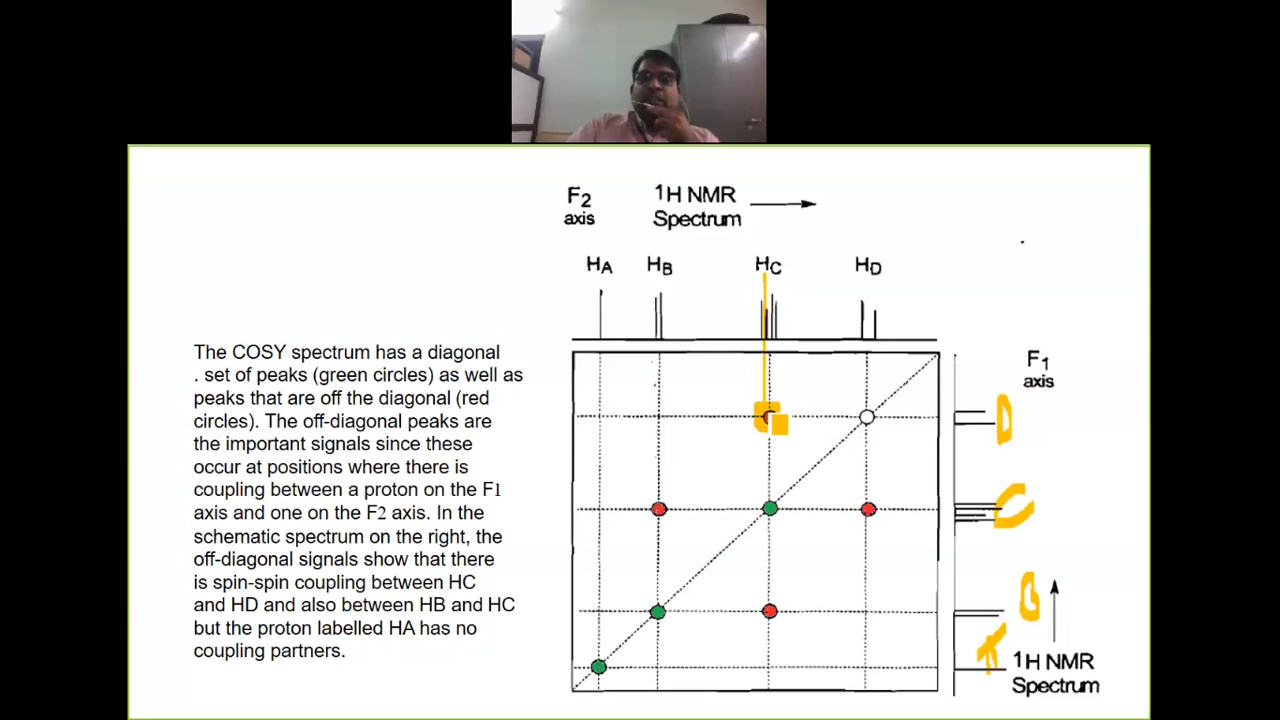 F2 axis
1H NMR Spectrum
HA HB HC HD
The COSY spectrum has a diagonal
. set of peaks (green circles) as well as
peaks that are off the diagonal (red
circles). The off-diagonal peaks are
the important signals since these
occur at positions where there is
coupling between a proton on the F1
axis and one on the F2 axis. In the
schematic spectrum on the right, the
off-diagonal signals show that there
is spin-spin coupling between HC
and HD and also between HB and HC
but the proton labelled HA has no
coupling partners.
F1
axis
D
C
B
1H NMR
Spectrum